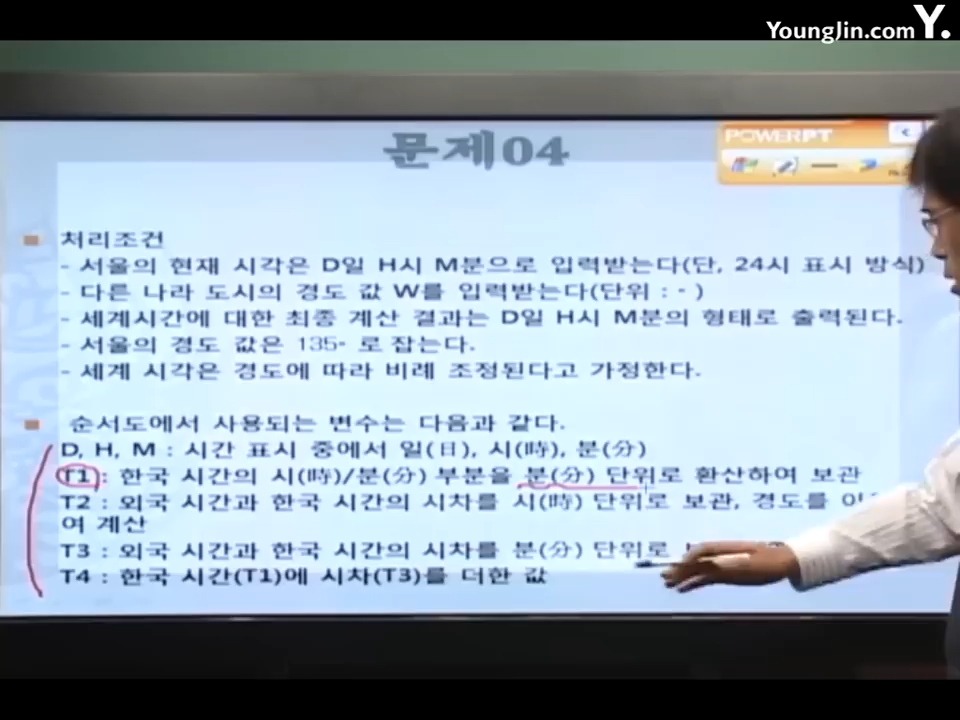 YoungJin.com Y.
문제04
POWERPT
처리조건
- 서울의 현재 시각은 D일 H시 M분으로 입력받는다(단, 24시 표시 방식)
- 다른 나라 도시의 경도 값 W를 입력받는다(단위 : ° )
- 세계시간에 대한 최종 계산 결과는 D일 H시 M분의 형태로 출력된다.
- 서울의 경도 값은 135° 로 잡는다.
- 세계 시각은 경도에 따라 비례 조정된다고 가정한다.
순서도에서 사용되는 변수는 다음과 같다.
D, H, M : 시간 표시 중에서 일(日), 시(時), 분(分)
T1 : 한국 시간의 시(時)/분(分) 부분을 분(分) 단위로 환산하여 보관
T2 : 외국 시간과 한국 시간의 시차를 시(時) 단위로 보관, 경도를
여 계산
T3 : 외국 시간과 한국 시간의 시차를 분(分) 단위로
T4 : 한국 시간(T1)에 시차(T3)를 더한 값